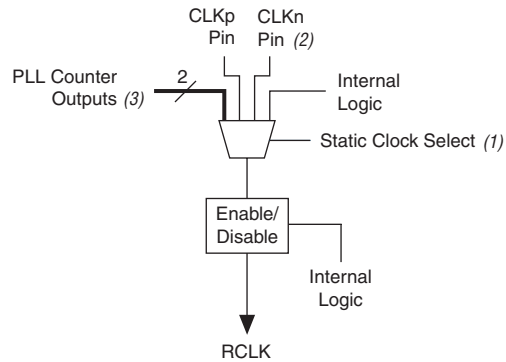 CLKp
Pin
CLKn
Pin (2)
PLL Counter
Outputs (3)
2
Internal
Logic
Static Clock Select (1)
Enable/
Disable
Internal
Logic
RCLK